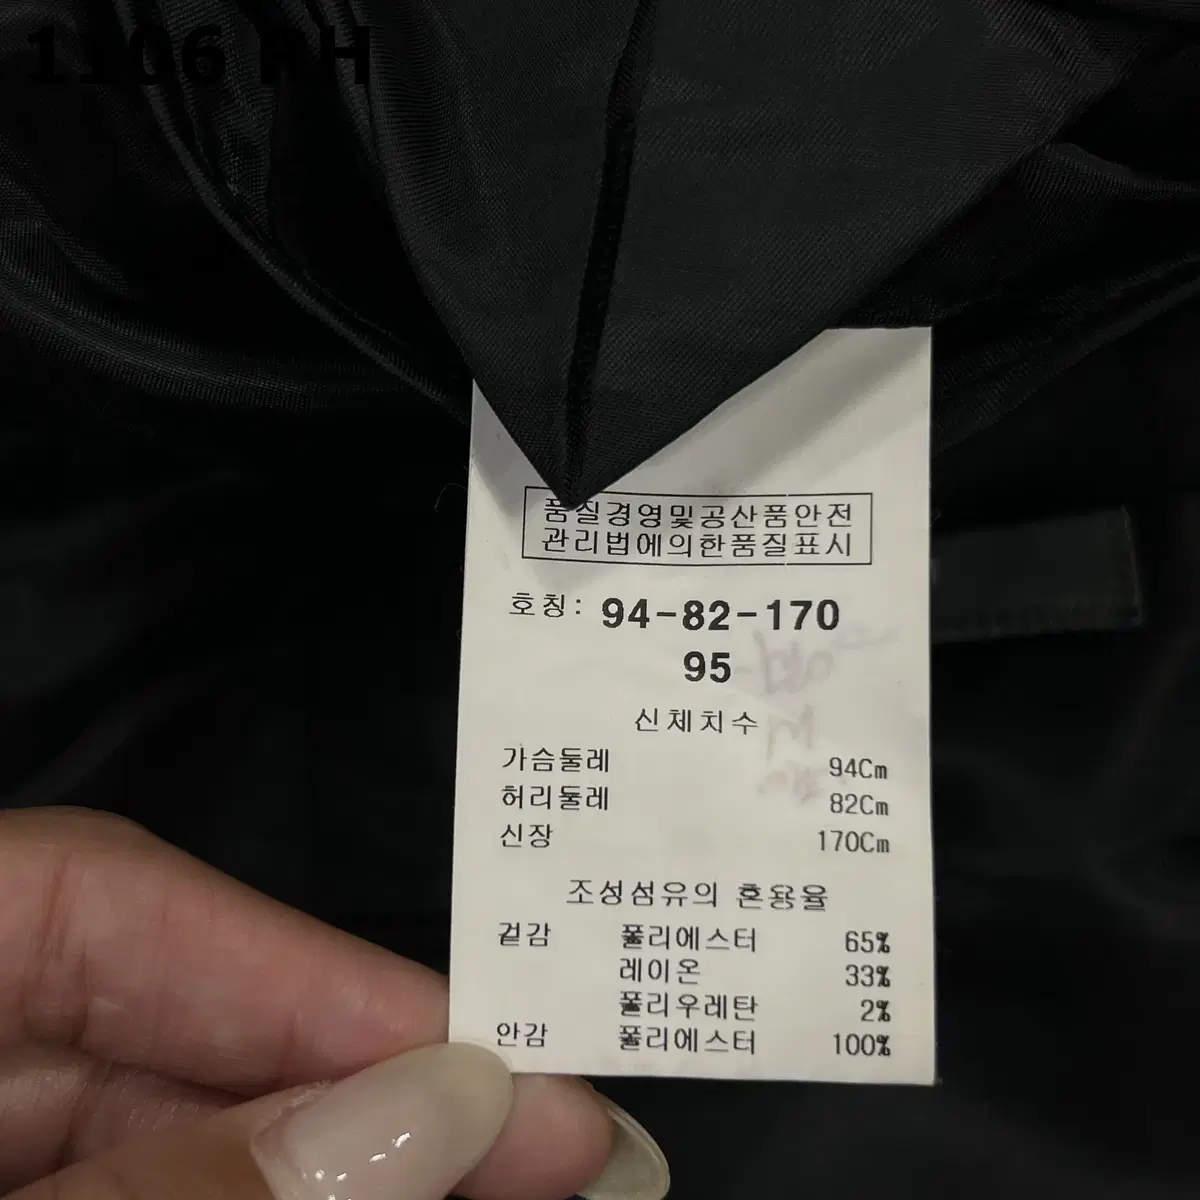 1106 RH
품질경영및공산품안전
관리법에의한품질표시
호칭: 94-82-170
95
신체치수
가슴둘레 94Cm
허리둘레 82Cm
신장 170Cm
조성섬유의 혼용율
겉감 폴리에스터 65%
레이온 33%
폴리우레탄 2%
안감 폴리에스터 100%